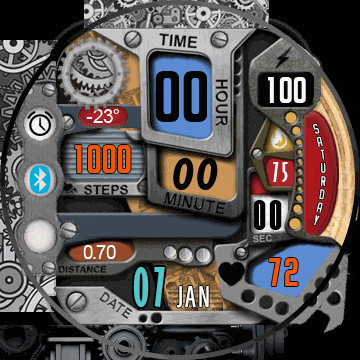 TIME
00
HOUR
100
-23°
1000
STEPS
00
MINUTE
75
SATURDAY
00
SEC
0.70
DISTANCE
DATE
07 JAN
72